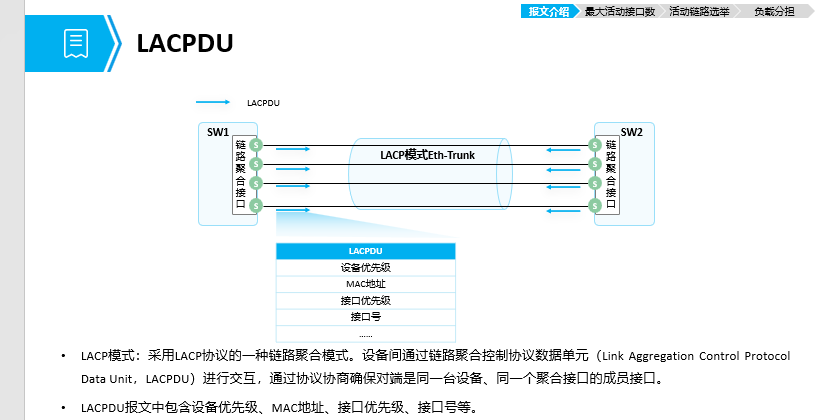 报文介绍 最大活动接口数 活动链路选举 负载分担
LACPDU
LACPDU
SW1
SW2
链路聚合接口
S
S
S
S
LACP模式Eth-Trunk
S
S
S
S
链路聚合接口
LACPDU
设备优先级
MAC地址
接口优先级
接口号
......
• LACP模式：采用LACP协议的一种链路聚合模式。设备间通过链路聚合控制协议数据单元（Link Aggregation Control Protocol
Data Unit，LACPDU）进行交互，通过协议协商确保对端是同一台设备、同一个聚合接口的成员接口。
• LACPDU报文中包含设备优先级、MAC地址、接口优先级、接口号等。